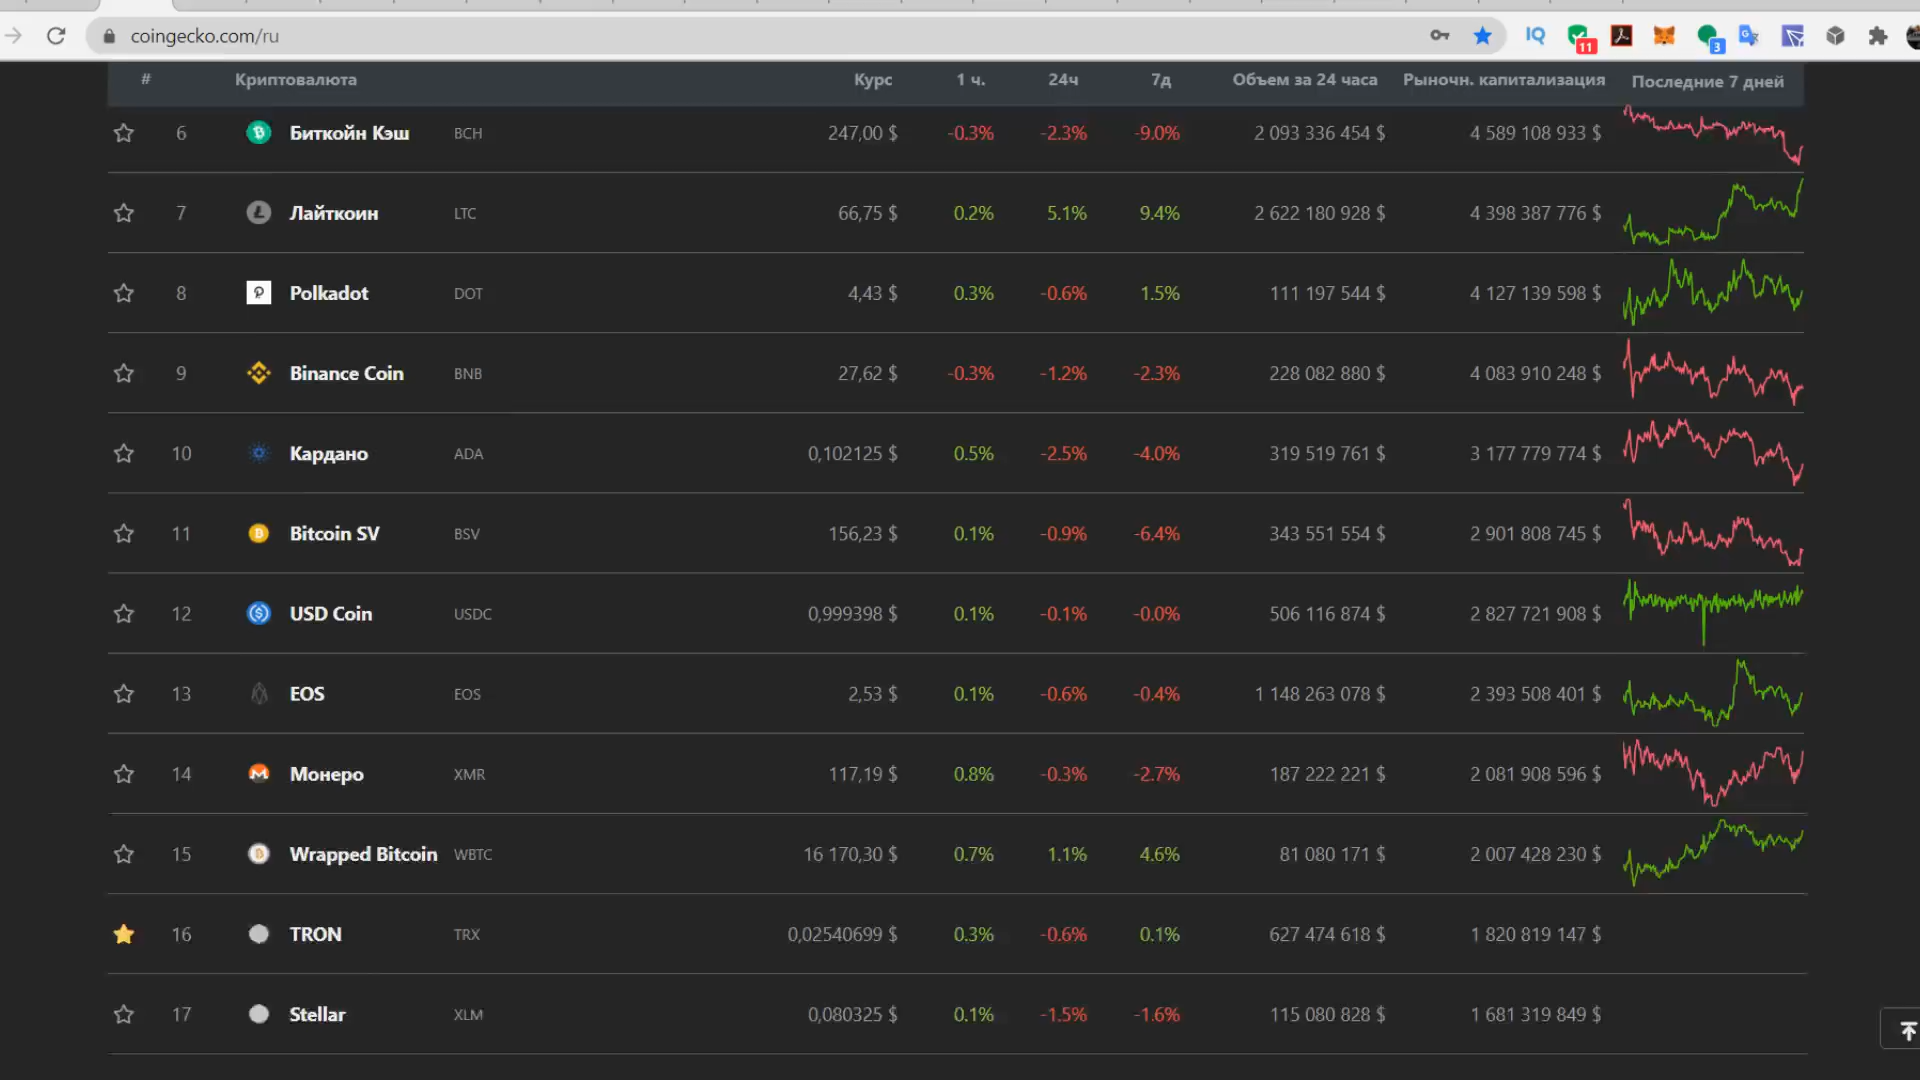 coingecko.com/ru
IQ
11
3
# Криптовалюта Курс 1 ч. 24ч 7д Объем за 24 часа Рыночн. капитализация Последние 7 дней
6 Биткойн Кэш BCH 247,00 $ -0.3% -2.3% -9.0% 2 093 336 454 $ 4 589 108 933 $
7 Лайткоин LTC 66,75 $ 0.2% 5.1% 9.4% 2 622 180 928 $ 4 398 387 776 $
8 Polkadot DOT 4,43 $ 0.3% -0.6% 1.5% 111 197 544 $ 4 127 139 598 $
9 Binance Coin BNB 27,62 $ -0.3% -1.2% -2.3% 228 082 880 $ 4 083 910 248 $
10 Кардано ADA 0,102125 $ 0.5% -2.5% -4.0% 319 519 761 $ 3 177 779 774 $
11 Bitcoin SV BSV 156,23 $ 0.1% -0.9% -6.4% 343 551 554 $ 2 901 808 745 $
12 USD Coin USDC 0,999398 $ 0.1% -0.1% -0.0% 506 116 874 $ 2 827 721 908 $
13 EOS EOS 2,53 $ 0.1% -0.6% -0.4% 1 148 263 078 $ 2 393 508 401 $
14 Монеро XMR 117,19 $ 0.8% -0.3% -2.7% 187 222 221 $ 2 081 908 596 $
15 Wrapped Bitcoin WBTC 16 170,30 $ 0.7% 1.1% 4.6% 81 080 171 $ 2 007 428 230 $
16 TRON TRX 0,02540699 $ 0.3% -0.6% 0.1% 627 474 618 $ 1 820 819 147 $
17 Stellar XLM 0,080325 $ 0.1% -1.5% -1.6% 115 080 828 $ 1 681 319 849 $